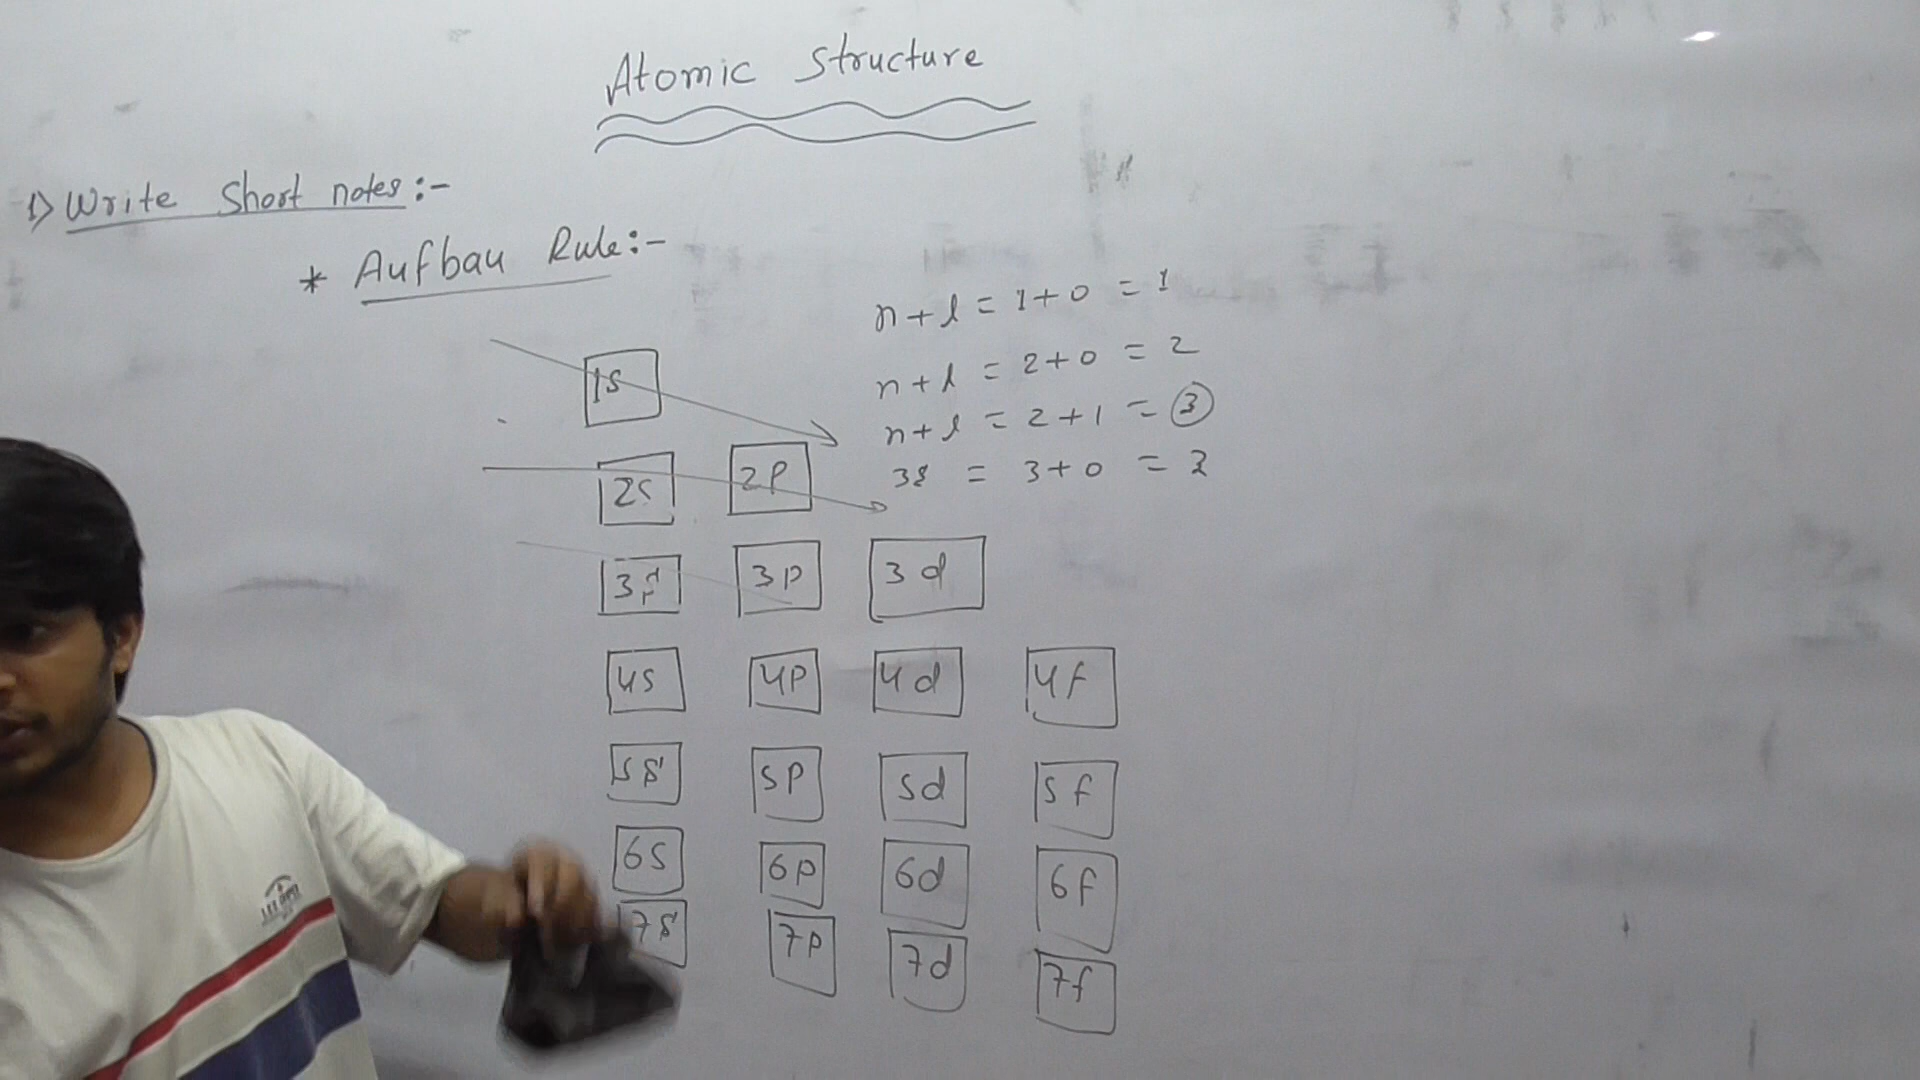 Atomic Structure
1) Write Short notes:-
* Aufbau Rule:-
n+l = 1+0 = 1
n+l = 2+0 = 2
n+l = 2+1 = 3
3s = 3+0 = 3
1s
2s 2p
3p 3d
4s 4p 4d 4f
5s 5p 5d 5f
6s 6p 6d 6f
7s 7p 7d 7f